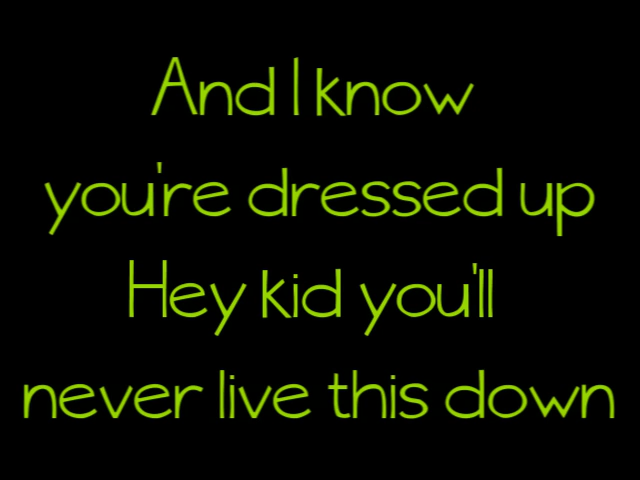 And I know
you're dressed up
Hey kid you'll
never live this down